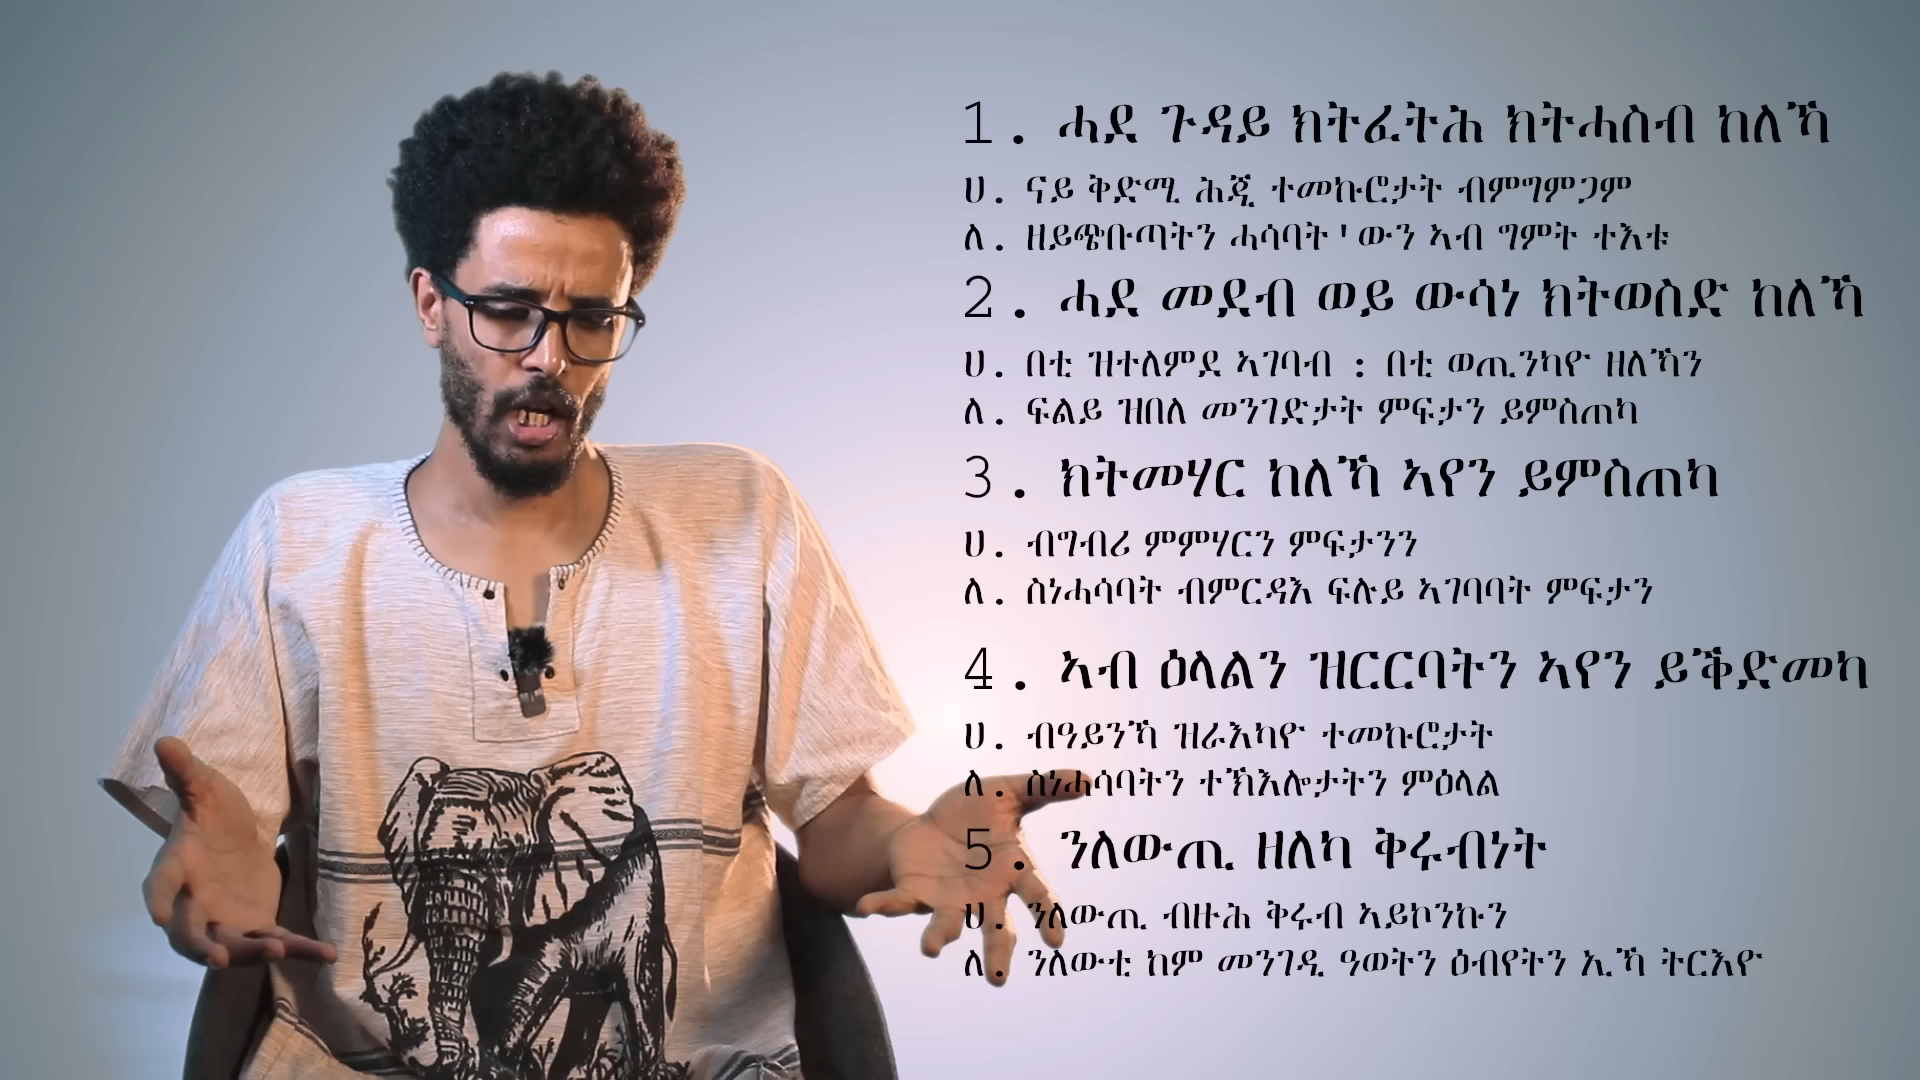 1. ሓደ ጉዳይ ክትፈትሕ ክትሓስብ ከለኻ
ሀ. ናይ ቅድሚ ሕጂ ተመኩሮታት ብምግምጋም
ለ. ዘይጭቡጣትን ሓሳባት'ውን ኣብ ግምት ተእቱ
2. ሓደ መደብ ወይ ውሳነ ክትወስድ ከለኻ
ሀ. በቲ ዝተለምደ ኣገባብ : በቲ ወጢንካዮ ዘለኻን
ለ. ፍልይ ዝበለ መንገድታት ምፍታን ይምስጠካ
3. ክትመሃር ከለኻ ኣየን ይምስጠካ
ሀ. ብግብሪ ምምሃርን ምፍታንን
ለ. ስነሓሳባት ብምርዳእ ፍሉይ ኣገባባት ምፍታን
4. ኣብ ዕላልን ዝርርባትን ኣየን ይቕድመካ
ሀ. ብዓይንኻ ዝራእካዮ ተመኩሮታት
ለ. ስነሓሳባትን ተኽእሎታትን ምዕላል
5. ንለውጢ ዘለካ ቅሩብነት
ሀ. ንለውጢ ብዙሕ ቅሩብ ኣይኮንኩን
ለ. ንለውቲ ከም መንገዲ ዓወትን ዕብየትን ኢኻ ትርእዮ